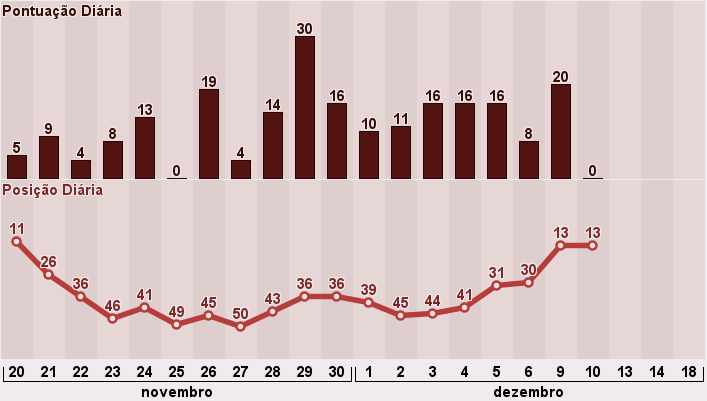 Pontuação Diária
5 9 4 8 13 0 19 4 14 30 16 10 11 16 16 16 8 20 0
Posição Diária
11 26 36 46 41 49 45 50 43 36 36 39 45 44 41 31 30 13 13
20 21 22 23 24 25 26 27 28 29 30 1 2 3 4 5 6 9 10 13 14 18
novembro dezembro